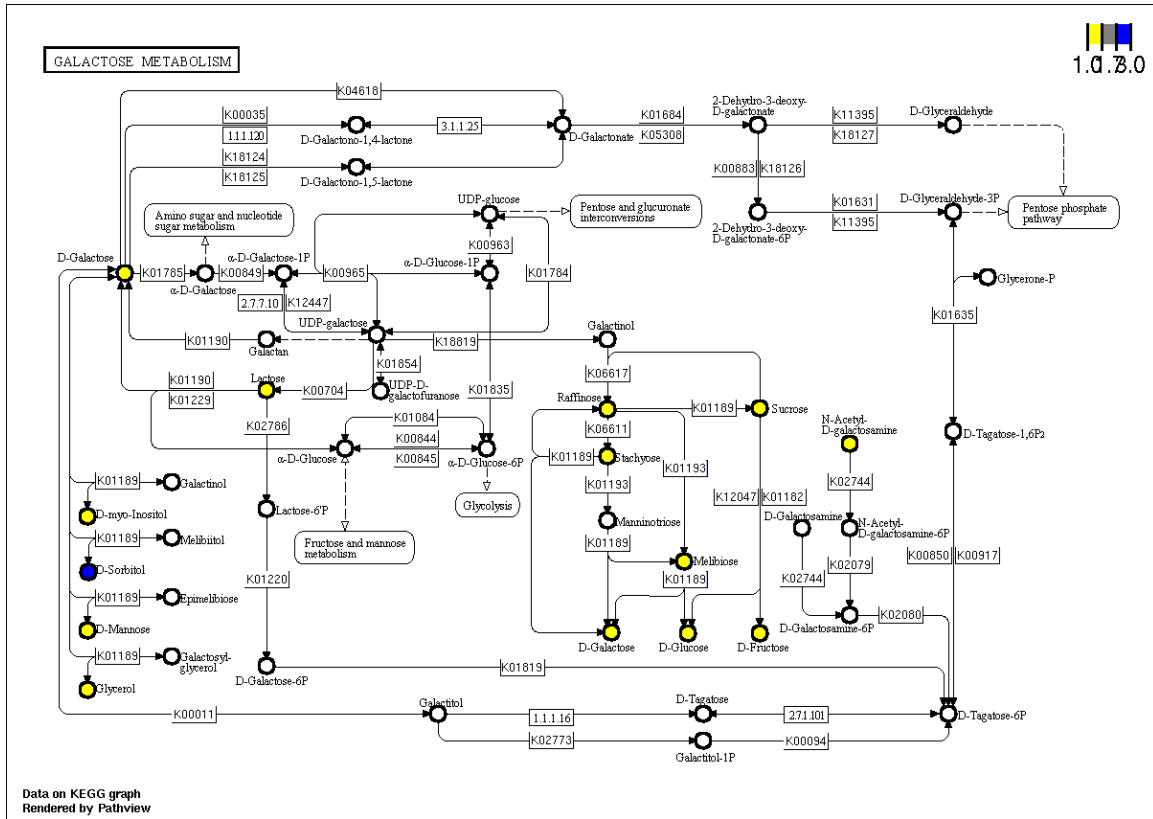 GALACTOSE METABOLISM
K04618
K00035
1.1.1.120
D-Galactono-1,4-lactone
3.1.1.25
D-Galactonate
K01684
K05308
2-Dehydro-3-deoxy-
D-galactonate
K11395
K18127
D-Glyceraldehyde
K18124
K18125
D-Galactono-1,5-lactone
K00883
K18126
UDP-glucose
Pentose and glucuronate
interconversions
Amino sugar and nucleotide
sugar metabolism
2-Dehydro-3-deoxy-
D-galactonate-6P
K01631
K11395
D-Glyceraldehyde-3P
Pentose phosphate
pathway
D-Galactose
K01785
α-D-Galactose
K00849
α-D-Galactose-1P
K00965
α-D-Glucose-1P
K00963
K01784
Glycerone-P
2.7.7.10
K12447
UDP-galactose
K18819
Galactinol
K01635
K01190
Galactan
K01854
UDP-D-
galactofuranose
K01190
K01229
Lactose
K00704
K01835
K06617
Raffinose
K01189
Sucrose
N-Acetyl-
D-galactosamine
K02786
K01084
K00844
K00845
α-D-Glucose
α-D-Glucose-6P
K06611
K01189
Stachyose
K01193
D-Tagatose-1,6P2
K01189
Galactinol
D-myo-Inositol
Lactose-6'P
Glycolysis
Fructose and mannose
metabolism
K01193
Manninotriose
K12047
K01182
K02744
D-Galactosamine
N-Acetyl-
D-galactosamine-6P
K01189
Melibiitol
D-Sorbitol
K01189
Melibiose
K01189
K02744
K02079
K00850
K00917
K01220
K01189
Epimelibiose
D-Mannose
D-Galactose
D-Glucose
D-Fructose
D-Galactosamine-6P
K02080
K01189
Galactosyl-
glycerol
Glycerol
D-Galactose-6P
K01819
K00011
Galactitol
1.1.1.16
D-Tagatose
2.7.1.101
D-Tagatose-6P
K02773
Galactitol-1P
K00094
Data on KEGG graph
Rendered by Pathview